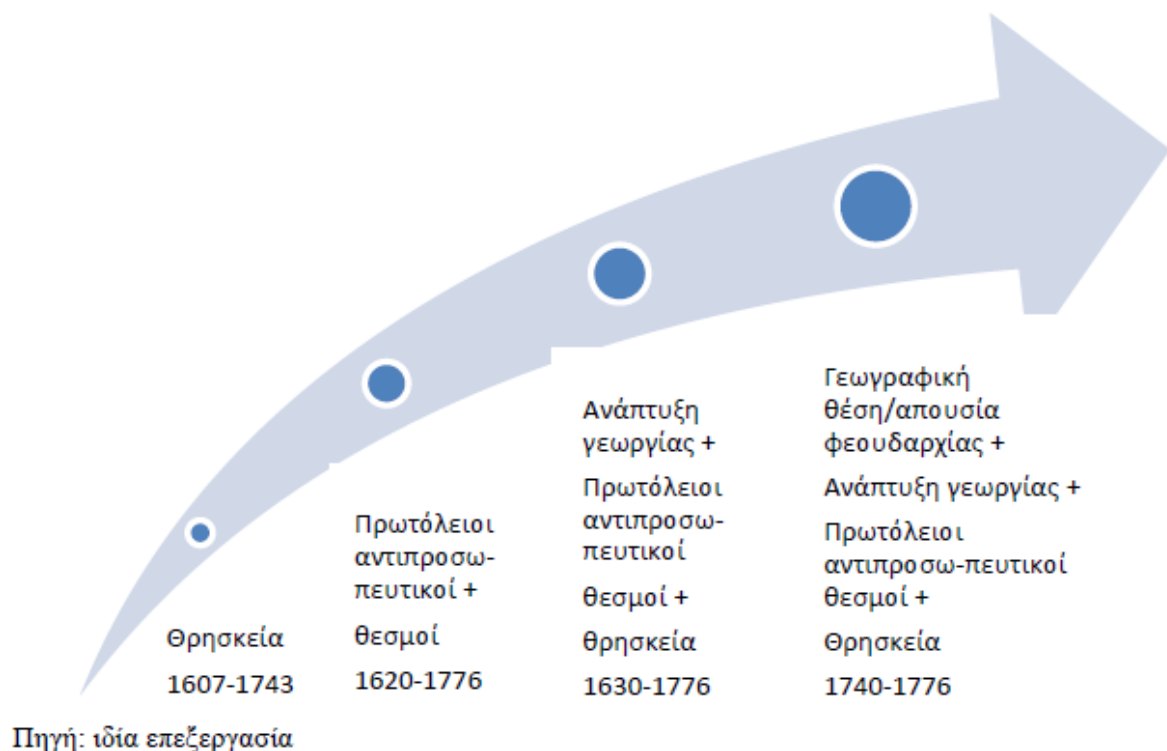 Θρησκεία
1607-1743
Πρωτόλειοι
αντιπροσω-
πευτικοί +
θεσμοί
1620-1776
Ανάπτυξη
γεωργίας +
Πρωτόλειοι
αντιπροσω-
πευτικοί
θεσμοί +
θρησκεία
1630-1776
Γεωγραφική
θέση/απουσία
φεουδαρχίας +
Ανάπτυξη γεωργίας +
Πρωτόλειοι
αντιπροσω-πευτικοί
θεσμοί +
Θρησκεία
1740-1776
Πηγή: ιδία επεξεργασία